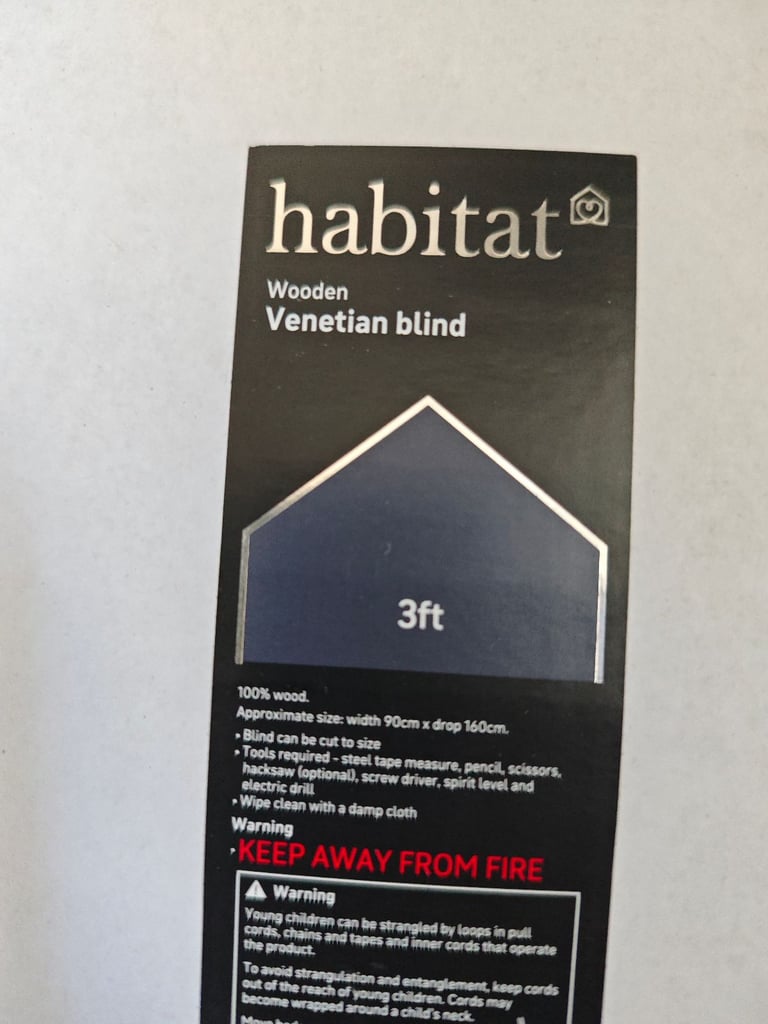 habitat
Wooden
Venetian blind
3ft
100% wood.
Approximate size: width 90cm x drop 160cm.
• Blind can be cut to size
• Tools required - steel tape measure, pencil, scissors,
hacksaw (optional), screw driver, spirit level and
electric drill
• Wipe clean with a damp cloth
Warning
• KEEP AWAY FROM FIRE
Warning
Young children can be strangled by loops in pull
cords, chains and tapes and inner cords that operate
the product.
To avoid strangulation and entanglement, keep cords
out of the reach of young children. Cords may
become wrapped around a child's neck.